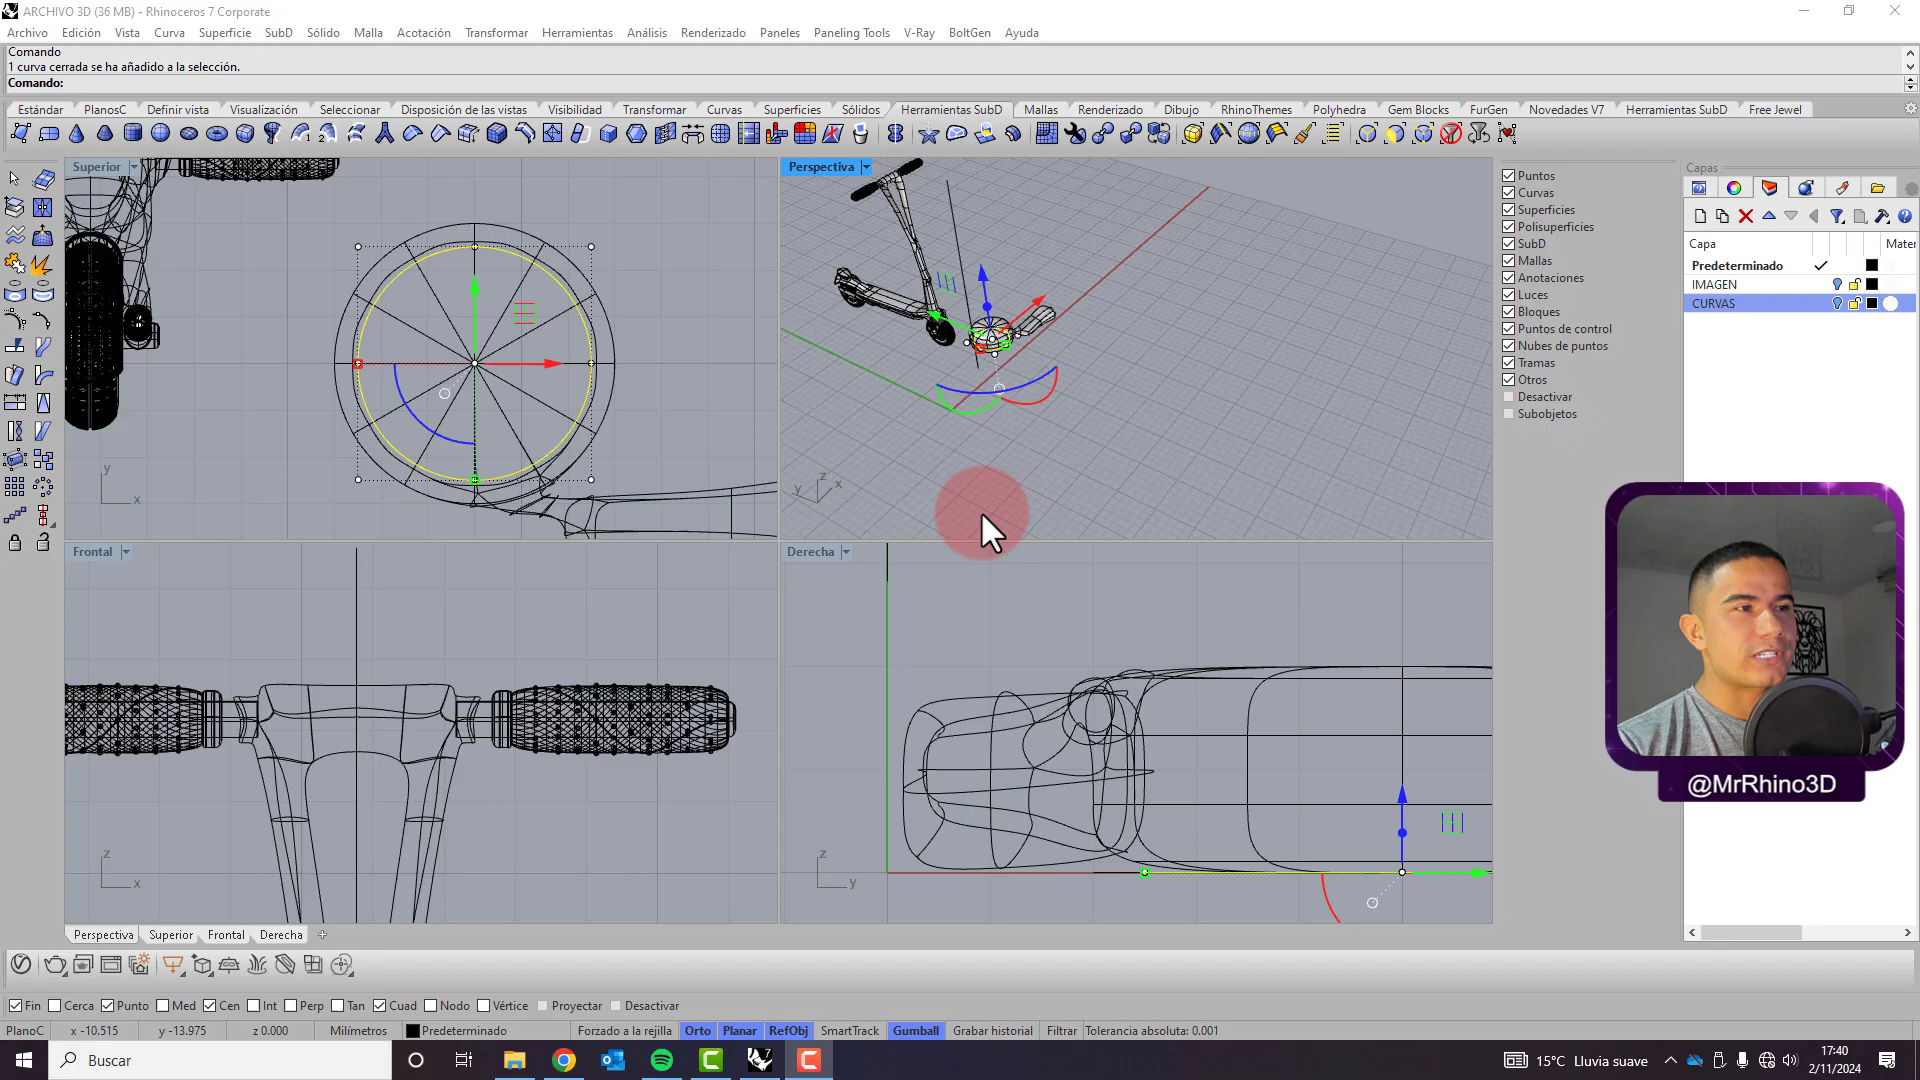 ARCHIVO 3D (36 MB) - Rhinoceros 7 Corporate
Archivo Edición Vista Curva Superficie SubD Sólido Malla Acotación Transformar Herramientas Análisis Renderizado Paneles Paneling Tools V-Ray BoltGen Ayuda
Comando
1 curva cerrada se ha añadido a la selección.
Comando:
Estándar PlanosC Definir vista Visualización Seleccionar Disposición de las vistas Visibilidad Transformar Curvas Superficies Sólidos Herramientas SubD Mallas Renderizado Dibujo RhinoThemes Polyhedra Gem Blocks FurGen Novedades V7 Herramientas SubD Free Jewel
Superior
y
x
Perspectiva
z
y x
Frontal
z
x
Derecha
z
y
Puntos
Curvas
Superficies
Polisuperficies
SubD
Mallas
Anotaciones
Luces
Bloques
Puntos de control
Nubes de puntos
Tramas
Otros
Desactivar
Subobjetos
Capas
Capa Mater
Predeterminado
IMAGEN
CURVAS
@MrRhino3D
Perspectiva Superior Frontal Derecha
Fin Cerca Punto Med Cen Int Perp Tan Cuad Nodo Vértice Proyectar Desactivar
PlanoC x -10.515 y -13.975 z 0.000 Milímetros Predeterminado Forzado a la rejilla Orto Planar RefObj SmartTrack Gumball Grabar historial Filtrar Tolerancia absoluta: 0.001
Buscar
15°C Lluvia suave
17:40
2/11/2024